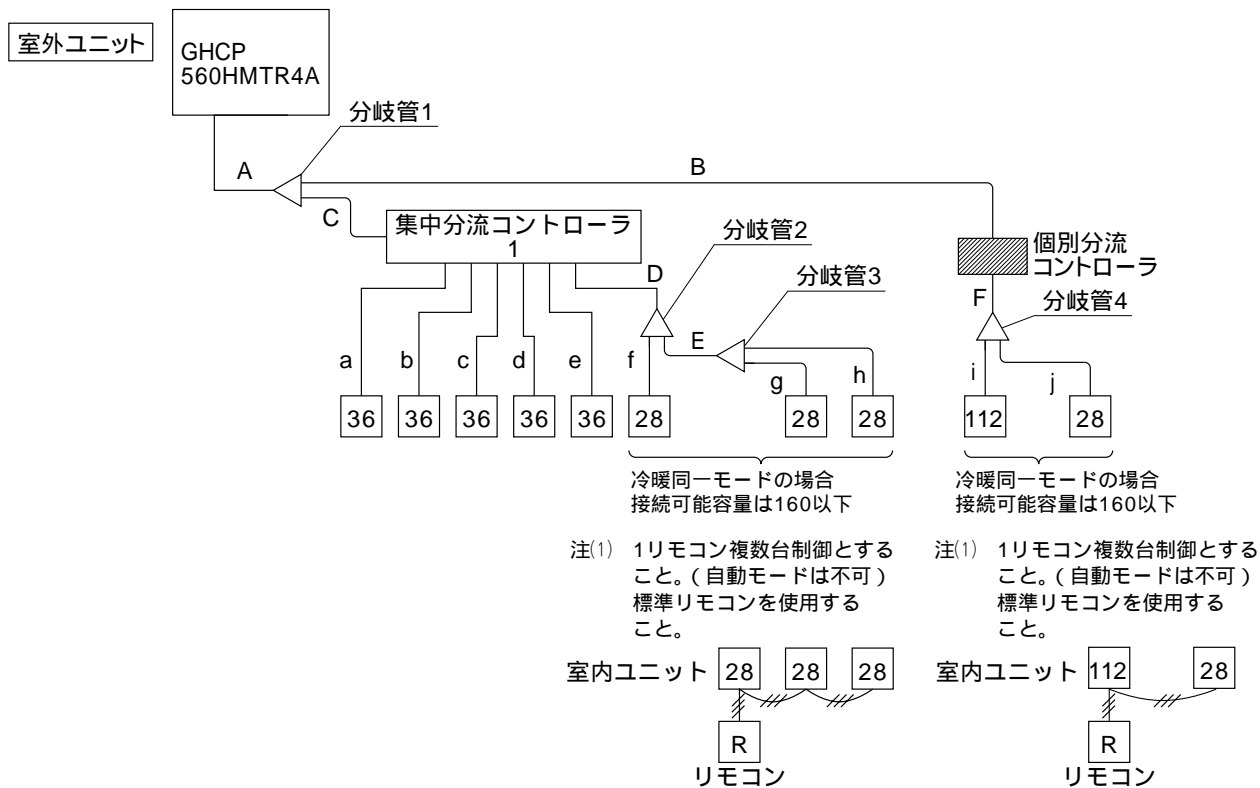 室外ユニット
GHCP
560HMTR4A
分岐管1
A
B
C
集中分流コントローラ
1
分岐管2
個別分流
コントローラ
D
分岐管3
F
分岐管4
E
a
b
c
d
e
f
g
h
i
j
36
36
36
36
36
28
28
28
112
28
冷暖同一モードの場合
接続可能容量は160以下
冷暖同一モードの場合
接続可能容量は160以下
注(1) 1リモコン複数台制御とする
こと。(自動モードは不可)
標準リモコンを使用する
こと。
注(1) 1リモコン複数台制御とする
こと。(自動モードは不可)
標準リモコンを使用する
こと。
室内ユニット 28 28 28
R
リモコン
室内ユニット 112 28
R
リモコン